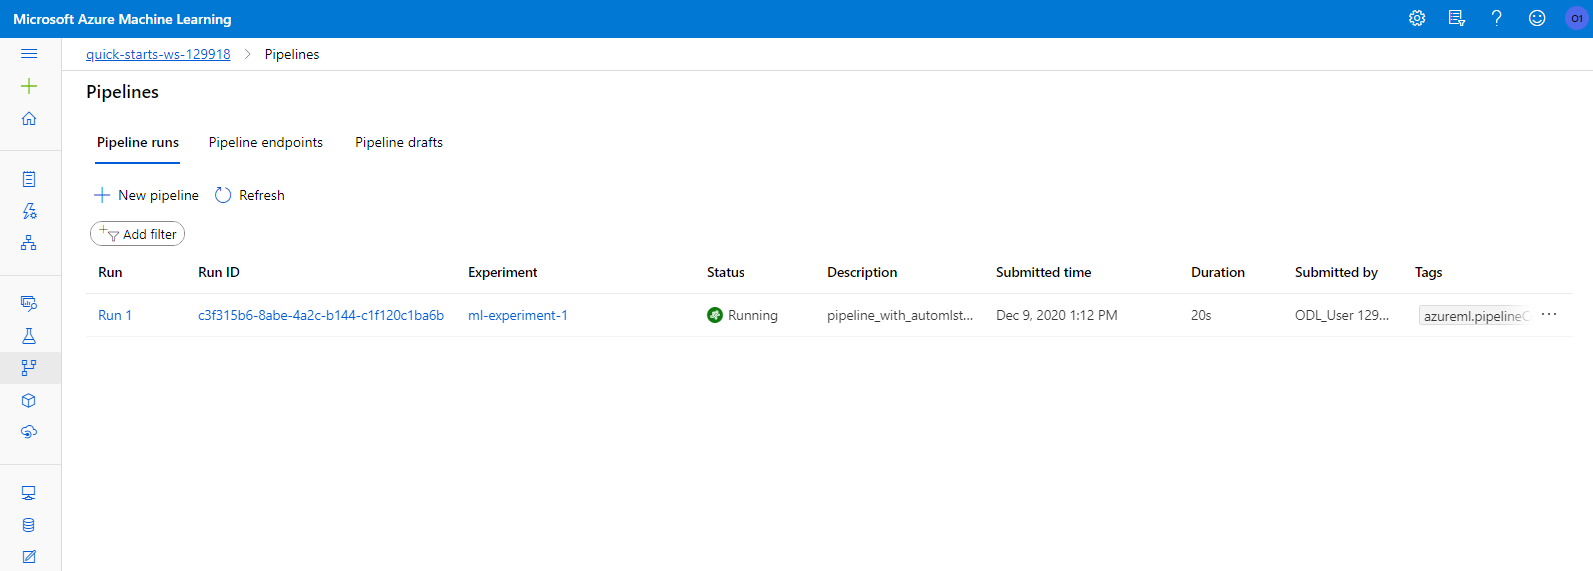 Microsoft Azure Machine Learning
O1
quick-starts-ws-129918 > Pipelines
Pipelines
Pipeline runs Pipeline endpoints Pipeline drafts
New pipeline Refresh
Add filter
Run Run ID Experiment Status Description Submitted time Duration Submitted by Tags
Run 1 c3f315b6-8abe-4a2c-b144-c1f120c1ba6b ml-experiment-1 Running pipeline_with_automlst... Dec 9, 2020 1:12 PM 20s ODL_User 129... azureml.pipelineC ...